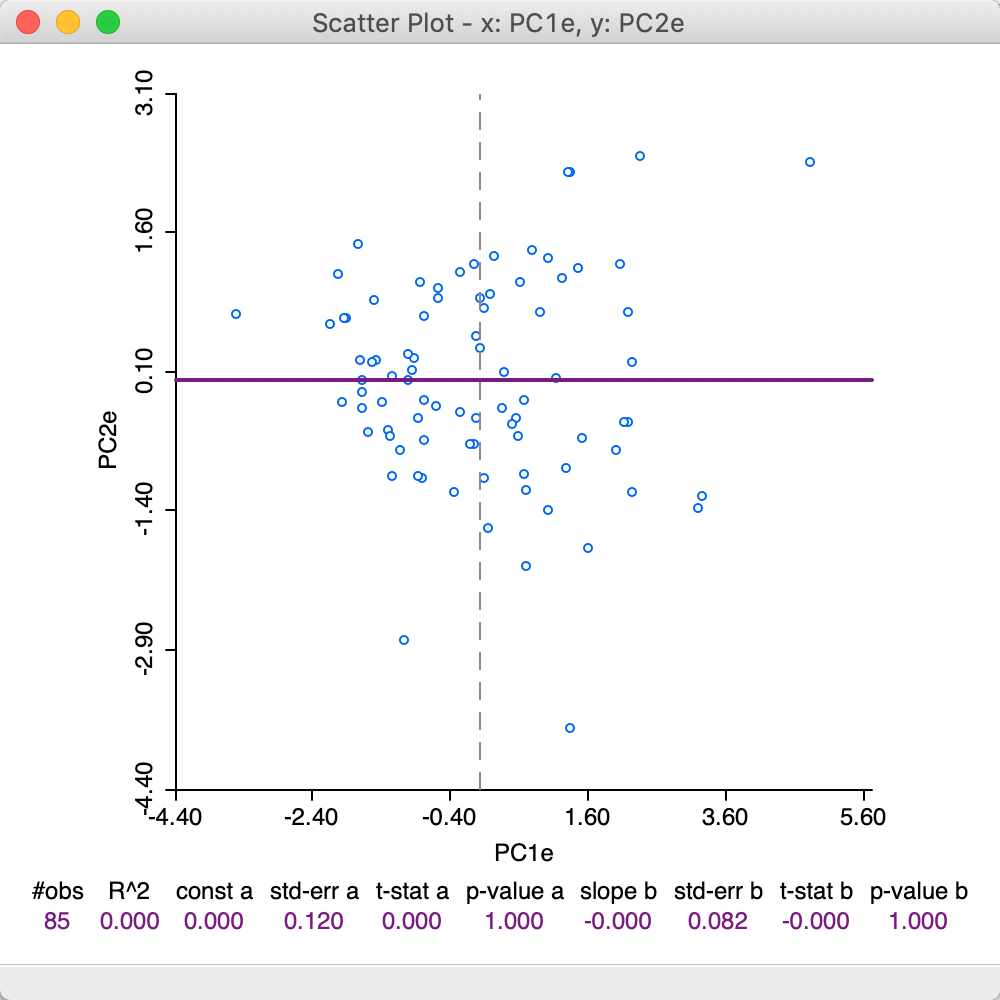 Scatter Plot - x: PC1e, y: PC2e
3.10
1.60
0.10
-1.40
-2.90
-4.40
PC2e
-4.40 -2.40 -0.40 1.60 3.60 5.60
PC1e
#obs R^2 const a std-err a t-stat a p-value a slope b std-err b t-stat b p-value b
85 0.000 0.000 0.120 0.000 1.000 -0.000 0.082 -0.000 1.000